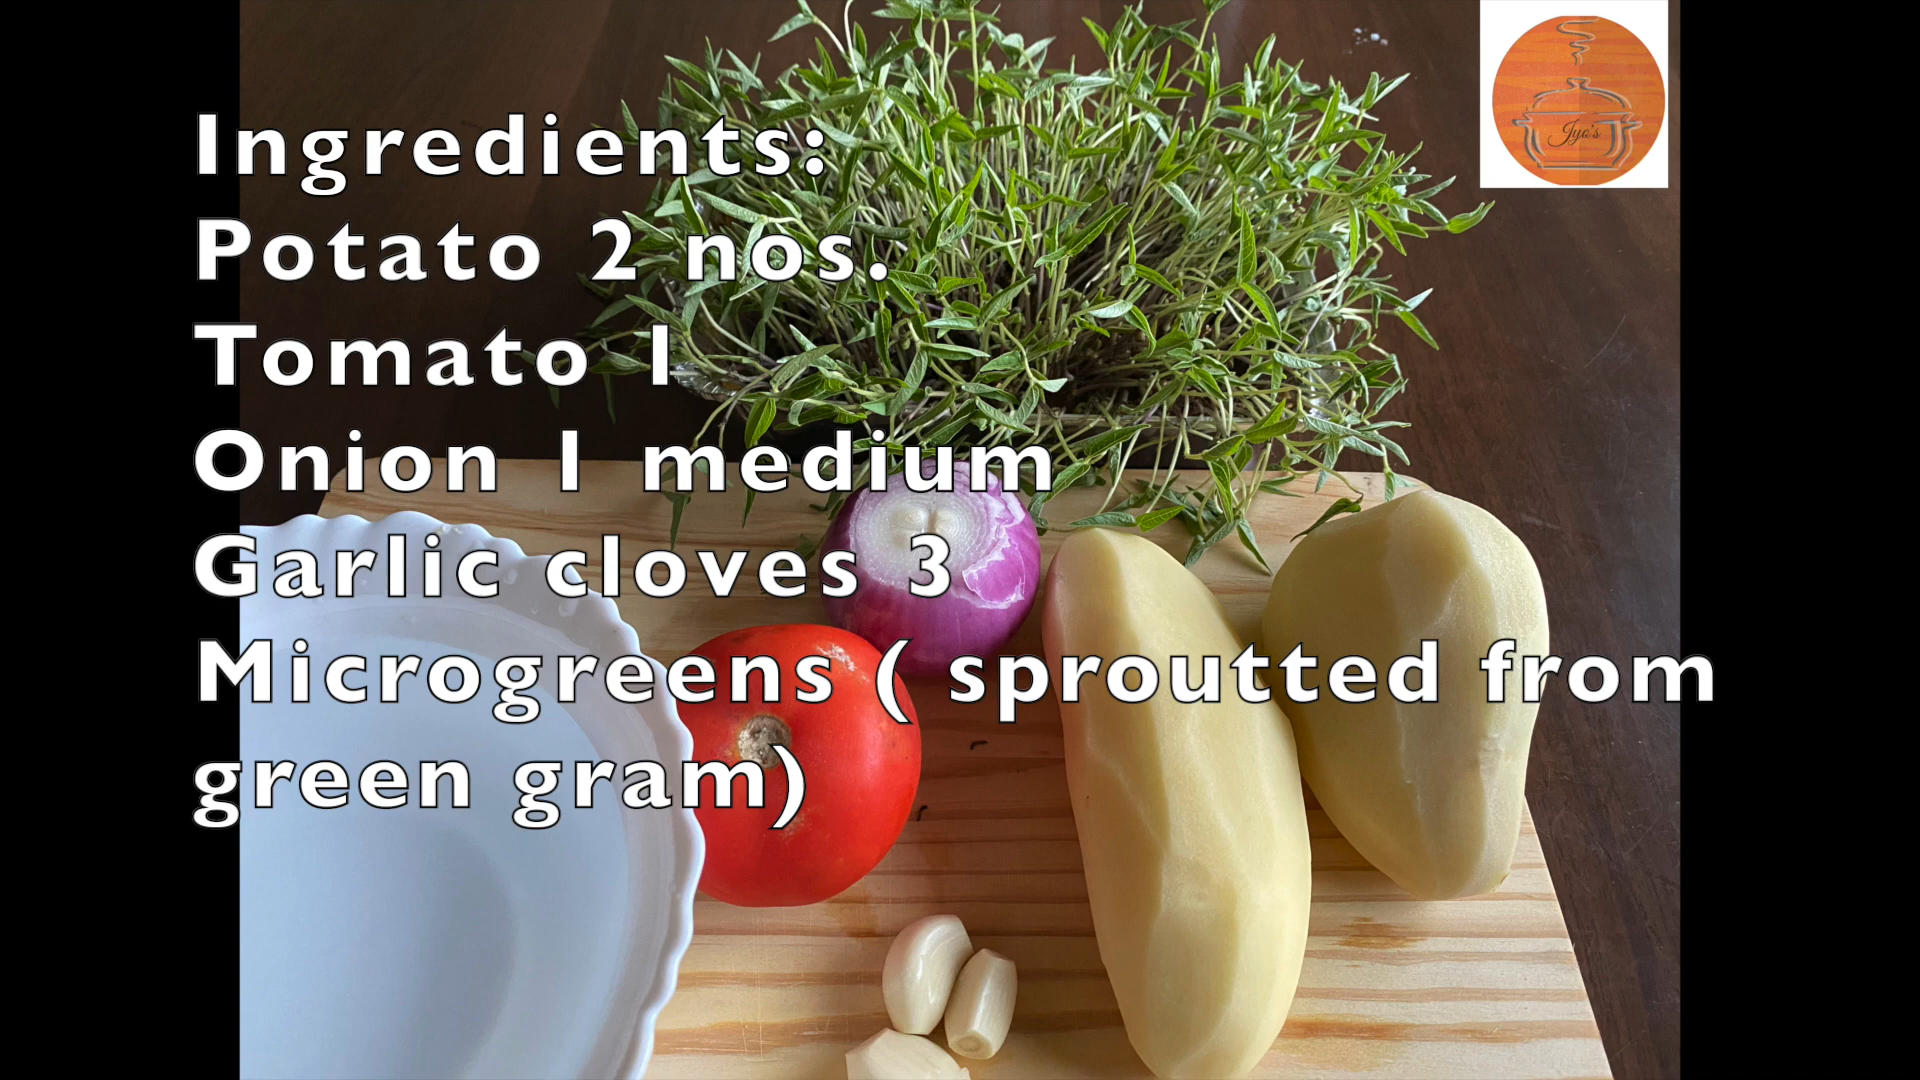 Jyo's
Ingredients:
Potato 2 nos.
Tomato 1
Onion 1 medium
Garlic cloves 3
Microgreens ( sproutted from
green gram)